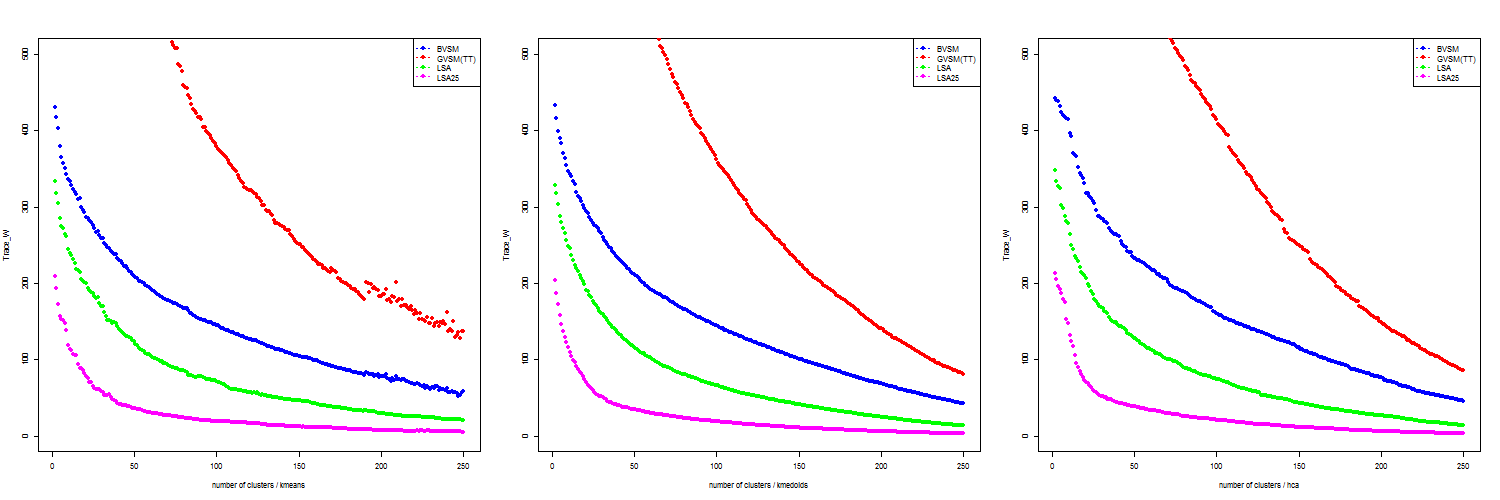 Trace_W
500
400
300
200
100
0
0 50 100 150 200 250
number of clusters / kmeans
BVSM
GVSM(TT)
LSA
LSA25
Trace_W
500
400
300
200
100
0
0 50 100 150 200 250
number of clusters / kmedoids
BVSM
GVSM(TT)
LSA
LSA25
Trace_W
500
400
300
200
100
0
0 50 100 150 200 250
number of clusters / hca
BVSM
GVSM(TT)
LSA
LSA25